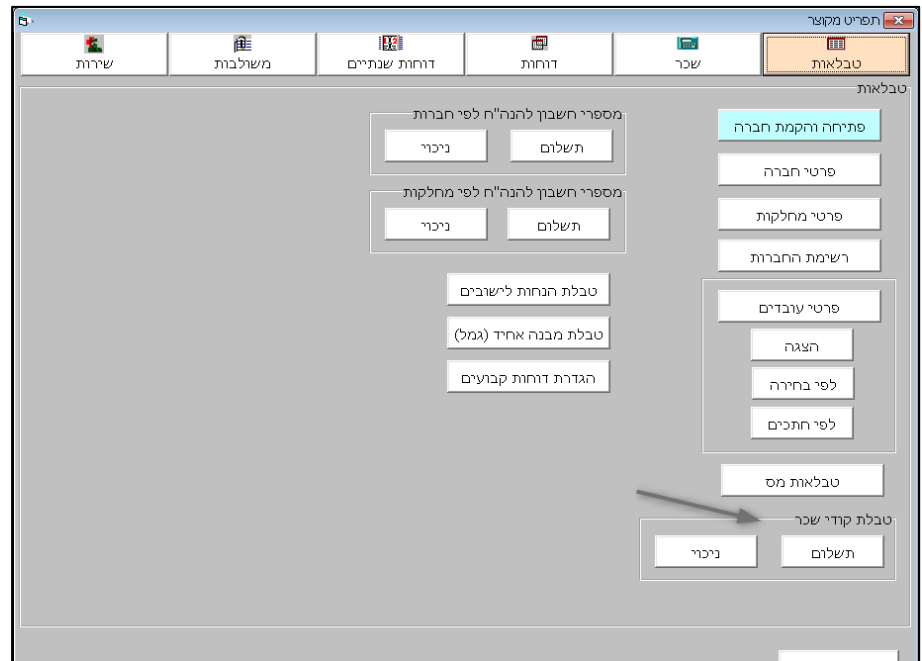 תפריט מקוצר
טבלאות
שכר
דוחות
דוחות שנתיים
משולבות
שירות
טבלאות
פתיחה והקמת חברה
פרטי חברה
פרטי מחלקות
רשימת החברות
פרטי עובדים
הצגה
לפי בחירה
לפי חתכים
טבלאות מס
טבלת קודי שכר
תשלום
ניכוי
מספרי חשבון להנה"ח לפי חברות
תשלום
ניכוי
מספרי חשבון להנה"ח לפי מחלקות
תשלום
ניכוי
טבלת הנחות לישובים
טבלת מבנה אחיד (גמל)
הגדרת דוחות קבועים